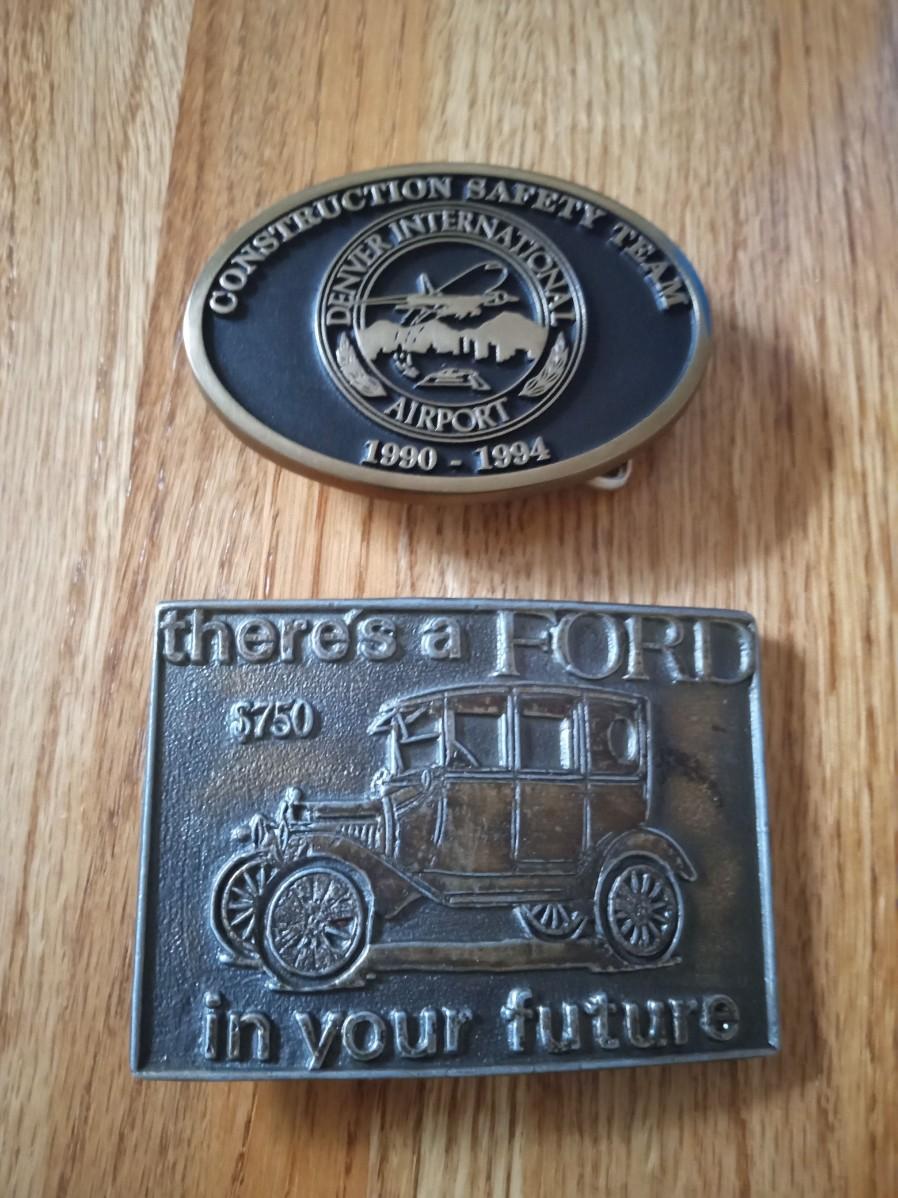 CONSTRUCTION SAFETY TEAM
DENVER INTERNATIONAL
AIRPORT
1990 - 1994
there's a FORD
$750
in your future